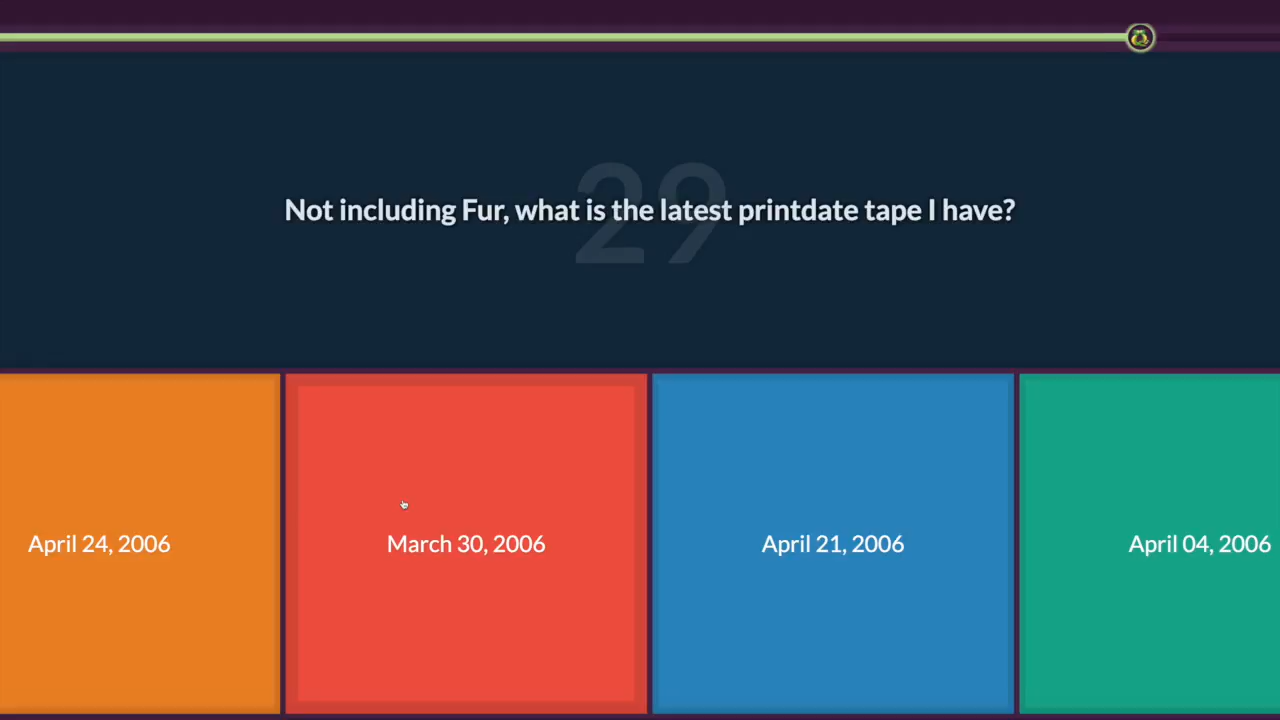 29
Not including Fur, what is the latest printdate tape I have?
April 24, 2006
March 30, 2006
April 21, 2006
April 04, 2006